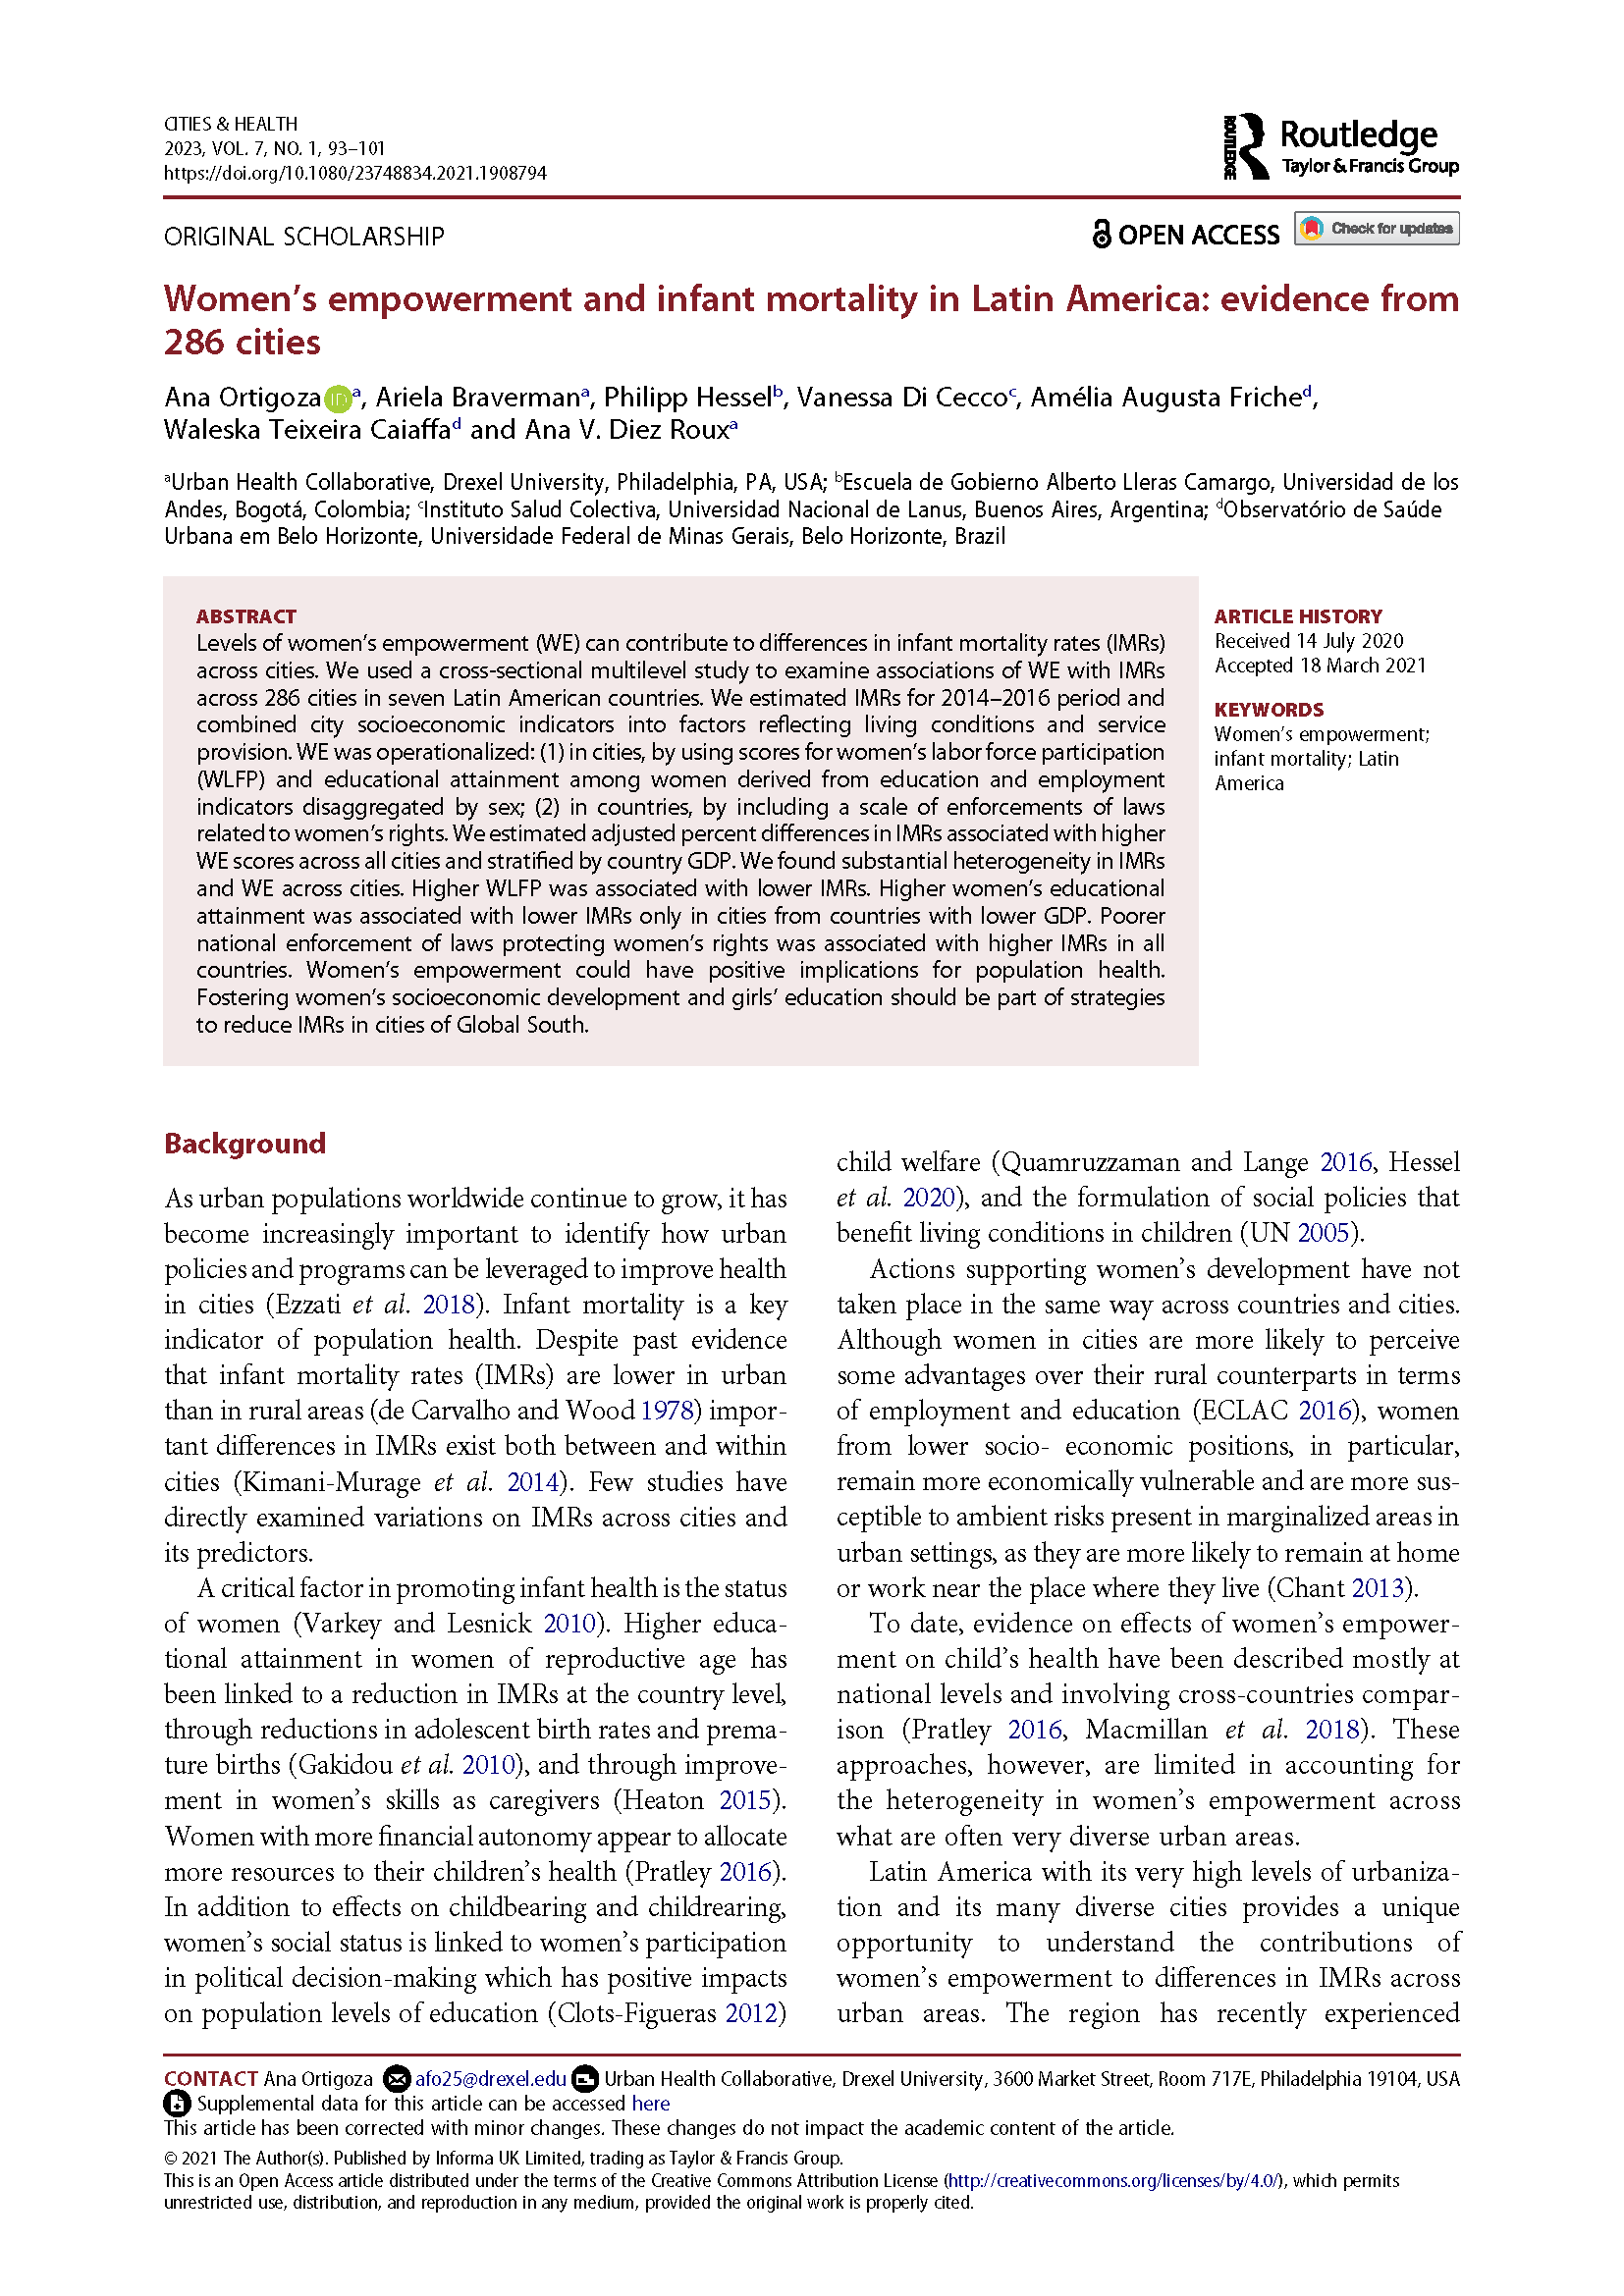 CITIES & HEALTH
2023, VOL. 7, NO. 1, 93–101
https://doi.org/10.1080/23748834.2021.1908794
ROUTLEDGE
Routledge
Taylor & Francis Group
ORIGINAL SCHOLARSHIP
OPEN ACCESS
Check for updates
Women’s empowerment and infant mortality in Latin America: evidence from
286 cities
Ana Ortigoza iD a, Ariela Braverman a, Philipp Hessel b, Vanessa Di Cecco c, Amélia Augusta Friche d,
Waleska Teixeira Caiaffa d and Ana V. Diez Roux a
aUrban Health Collaborative, Drexel University, Philadelphia, PA, USA; bEscuela de Gobierno Alberto Lleras Camargo, Universidad de los
Andes, Bogotá, Colombia; cInstituto Salud Colectiva, Universidad Nacional de Lanus, Buenos Aires, Argentina; dObservatório de Saúde
Urbana em Belo Horizonte, Universidade Federal de Minas Gerais, Belo Horizonte, Brazil
ABSTRACT
Levels of women’s empowerment (WE) can contribute to differences in infant mortality rates (IMRs)
across cities. We used a cross-sectional multilevel study to examine associations of WE with IMRs
across 286 cities in seven Latin American countries. We estimated IMRs for 2014–2016 period and
combined city socioeconomic indicators into factors reflecting living conditions and service
provision. WE was operationalized: (1) in cities, by using scores for women’s labor force participation
(WLFP) and educational attainment among women derived from education and employment
indicators disaggregated by sex; (2) in countries, by including a scale of enforcements of laws
related to women’s rights. We estimated adjusted percent differences in IMRs associated with higher
WE scores across all cities and stratified by country GDP. We found substantial heterogeneity in IMRs
and WE across cities. Higher WLFP was associated with lower IMRs. Higher women’s educational
attainment was associated with lower IMRs only in cities from countries with lower GDP. Poorer
national enforcement of laws protecting women’s rights was associated with higher IMRs in all
countries. Women’s empowerment could have positive implications for population health.
Fostering women’s socioeconomic development and girls’ education should be part of strategies
to reduce IMRs in cities of Global South.
ARTICLE HISTORY
Received 14 July 2020
Accepted 18 March 2021
KEYWORDS
Women’s empowerment;
infant mortality; Latin
America
Background
As urban populations worldwide continue to grow, it has
become increasingly important to identify how urban
policies and programs can be leveraged to improve health
in cities (Ezzati et al. 2018). Infant mortality is a key
indicator of population health. Despite past evidence
that infant mortality rates (IMRs) are lower in urban
than in rural areas (de Carvalho and Wood 1978) impor-
tant differences in IMRs exist both between and within
cities (Kimani-Murage et al. 2014). Few studies have
directly examined variations on IMRs across cities and
its predictors.
A critical factor in promoting infant health is the status
of women (Varkey and Lesnick 2010). Higher educa-
tional attainment in women of reproductive age has
been linked to a reduction in IMRs at the country level,
through reductions in adolescent birth rates and prema-
ture births (Gakidou et al. 2010), and through improve-
ment in women’s skills as caregivers (Heaton 2015).
Women with more financial autonomy appear to allocate
more resources to their children’s health (Pratley 2016).
In addition to effects on childbearing and childrearing,
women’s social status is linked to women’s participation
in political decision-making which has positive impacts
on population levels of education (Clots-Figueras 2012)
child welfare (Quamruzzaman and Lange 2016, Hessel
et al. 2020), and the formulation of social policies that
benefit living conditions in children (UN 2005).
Actions supporting women’s development have not
taken place in the same way across countries and cities.
Although women in cities are more likely to perceive
some advantages over their rural counterparts in terms
of employment and education (ECLAC 2016), women
from lower socio- economic positions, in particular,
remain more economically vulnerable and are more sus-
ceptible to ambient risks present in marginalized areas in
urban settings, as they are more likely to remain at home
or work near the place where they live (Chant 2013).
To date, evidence on effects of women’s empower-
ment on child’s health have been described mostly at
national levels and involving cross-countries compar-
ison (Pratley 2016, Macmillan et al. 2018). These
approaches, however, are limited in accounting for
the heterogeneity in women’s empowerment across
what are often very diverse urban areas.
Latin America with its very high levels of urbaniza-
tion and its many diverse cities provides a unique
opportunity to understand the contributions of
women’s empowerment to differences in IMRs across
urban areas. The region has recently experienced
CONTACT Ana Ortigoza afo25@drexel.edu Urban Health Collaborative, Drexel University, 3600 Market Street, Room 717E, Philadelphia 19104, USA
Supplemental data for this article can be accessed here
This article has been corrected with minor changes. These changes do not impact the academic content of the article.
© 2021 The Author(s). Published by Informa UK Limited, trading as Taylor & Francis Group.
This is an Open Access article distributed under the terms of the Creative Commons Attribution License (http://creativecommons.org/licenses/by/4.0/), which permits
unrestricted use, distribution, and reproduction in any medium, provided the original work is properly cited.